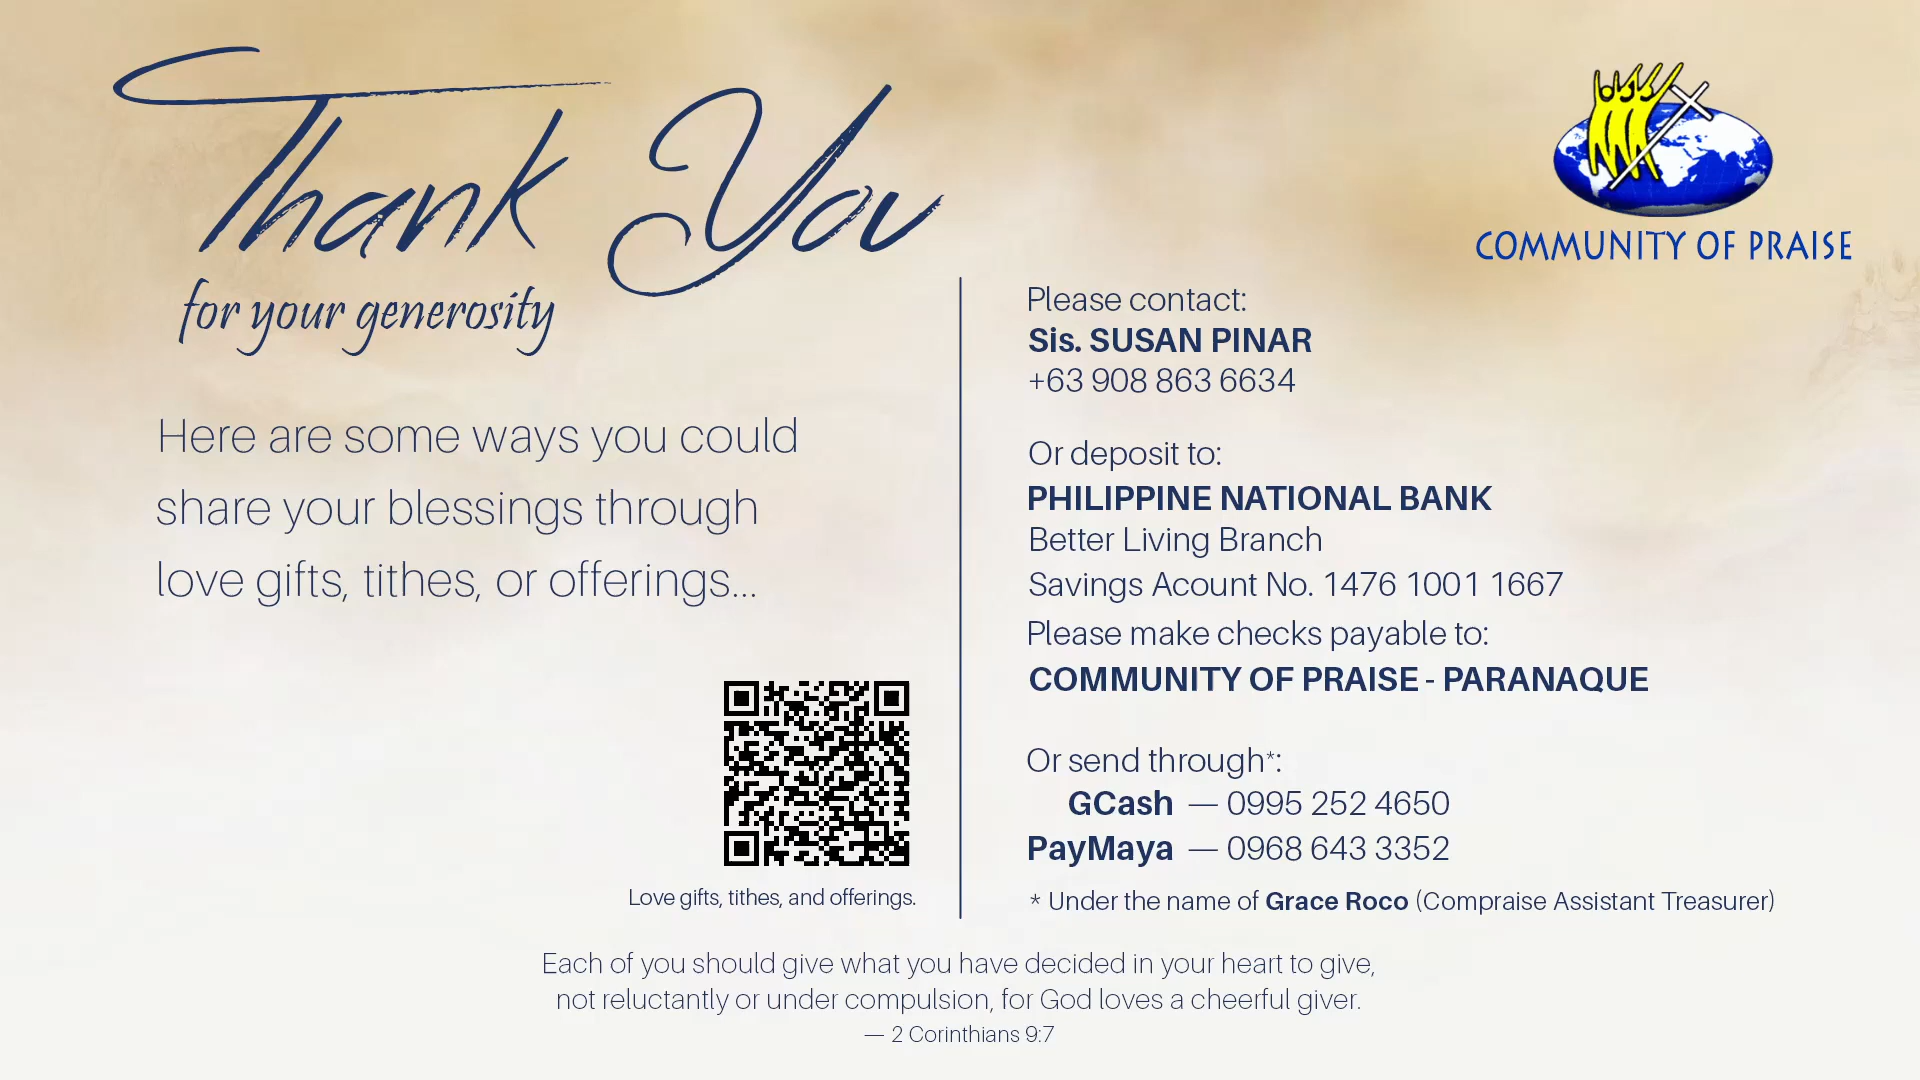 Thank You
for your generosity
Here are some ways you could
share your blessings through
love gifts, tithes, or offerings...
Love gifts, tithes, and offerings.
COMMUNITY OF PRAISE
Please contact:
Sis. SUSAN PINAR
+63 908 863 6634
Or deposit to:
PHILIPPINE NATIONAL BANK
Better Living Branch
Savings Acount No. 1476 1001 1667
Please make checks payable to:
COMMUNITY OF PRAISE - PARANAQUE
Or send through*:
GCash — 0995 252 4650
PayMaya — 0968 643 3352
* Under the name of Grace Roco (Compraise Assistant Treasurer)
Each of you should give what you have decided in your heart to give,
not reluctantly or under compulsion, for God loves a cheerful giver.
— 2 Corinthians 9:7